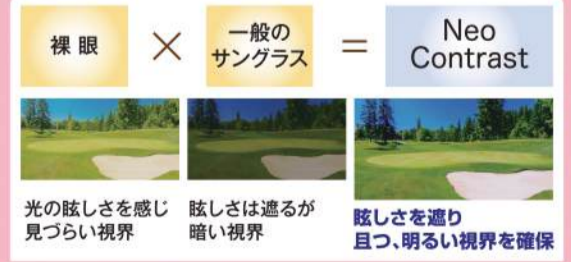 裸眼
×
一般の
サングラス
=
Neo
Contrast
光の眩しさを感じ
見づらい視界
眩しさは遮るが
暗い視界
眩しさを遮り
且つ、明るい視界を確保